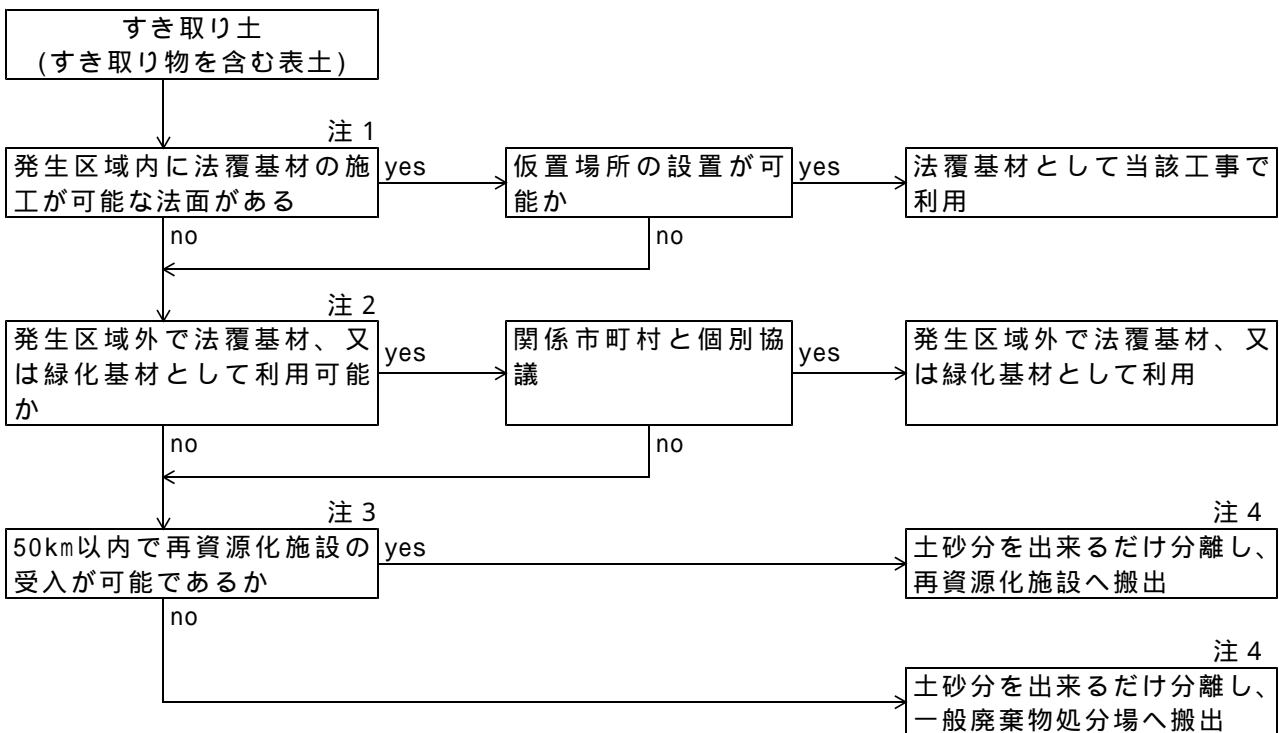 すき取り土
(すき取り物を含む表土)
注1
発生区域内に法覆基材の施
工が可能な法面がある
yes
仮置場所の設置が可
能か
yes
法覆基材として当該工事で
利用
no
no
注2
発生区域外で法覆基材、又
は緑化基材として利用可能
か
yes
関係市町村と個別協
議
yes
発生区域外で法覆基材、又
は緑化基材として利用
no
no
注3
50km以内で再資源化施設の
受入が可能であるか
yes
注4
土砂分を出来るだけ分離し、
再資源化施設へ搬出
no
注4
土砂分を出来るだけ分離し、
一般廃棄物処分場へ搬出